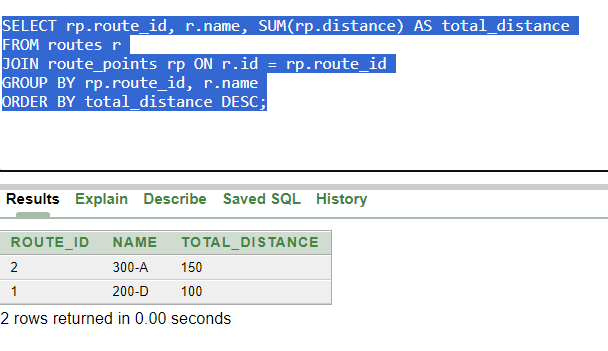 SELECT rp.route_id, r.name, SUM(rp.distance) AS total_distance
FROM routes r
JOIN route_points rp ON r.id = rp.route_id
GROUP BY rp.route_id, r.name
ORDER BY total_distance DESC;
Results Explain Describe Saved SQL History
ROUTE_ID NAME TOTAL_DISTANCE
2 300-A 150
1 200-D 100
2 rows returned in 0.00 seconds